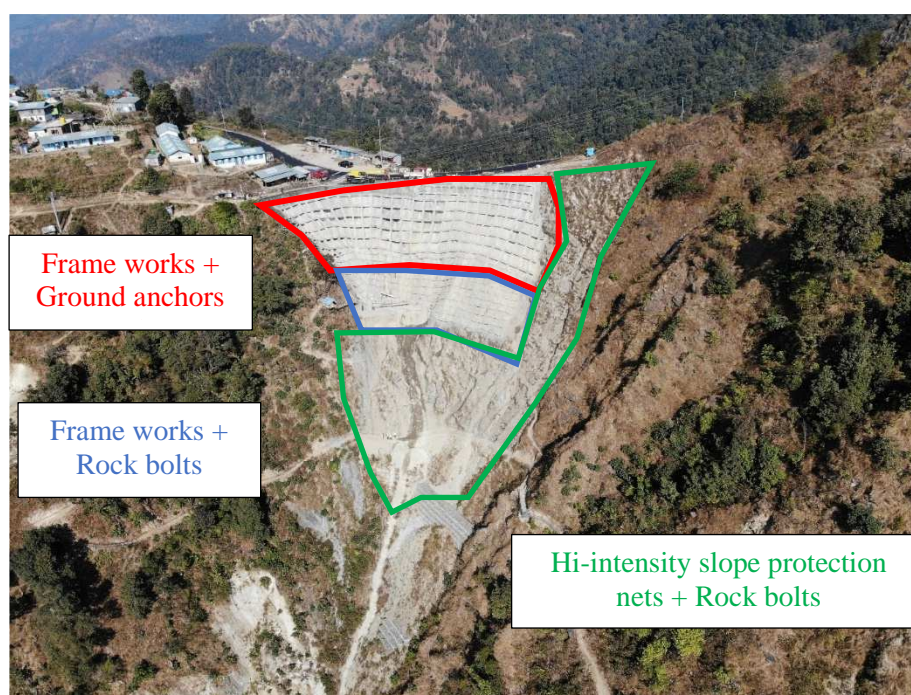 Frame works +
Ground anchors
Frame works +
Rock bolts
Hi-intensity slope protection
nets + Rock bolts